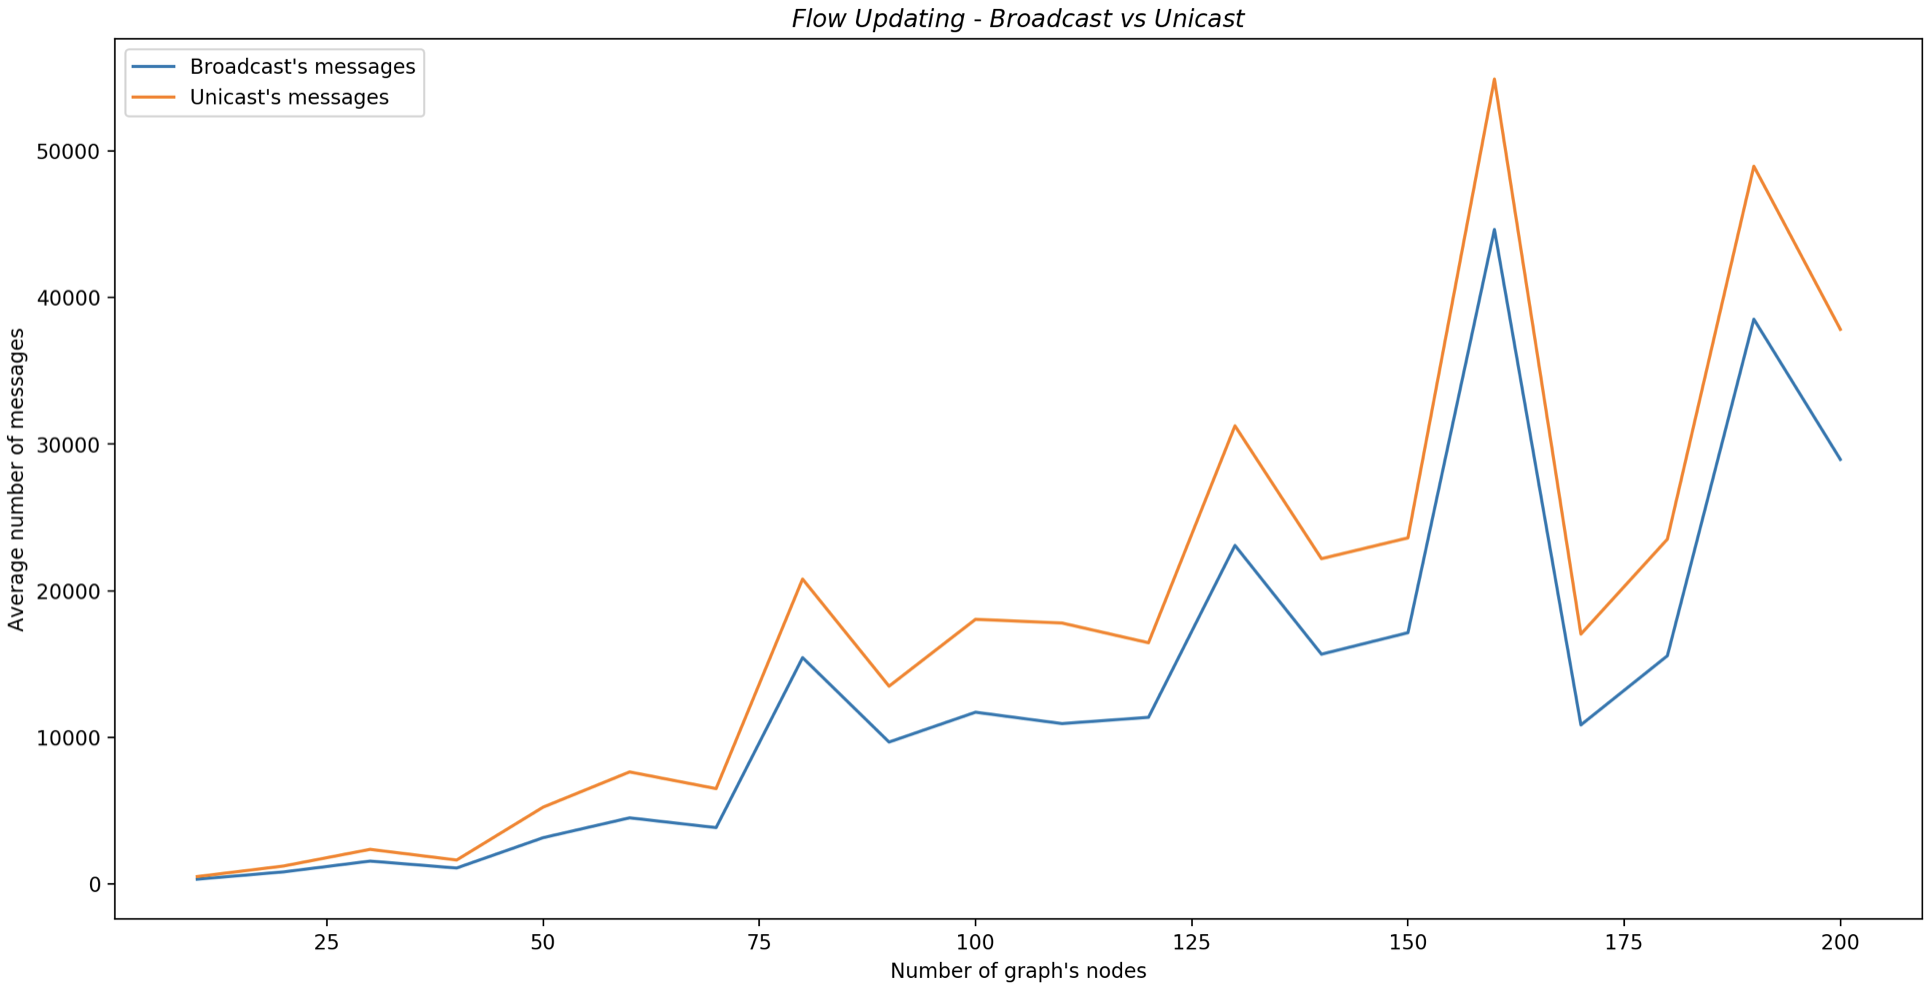 Flow Updating - Broadcast vs Unicast
Broadcast's messages
Unicast's messages
Average number of messages
50000
40000
30000
20000
10000
0
25 50 75 100 125 150 175 200
Number of graph's nodes